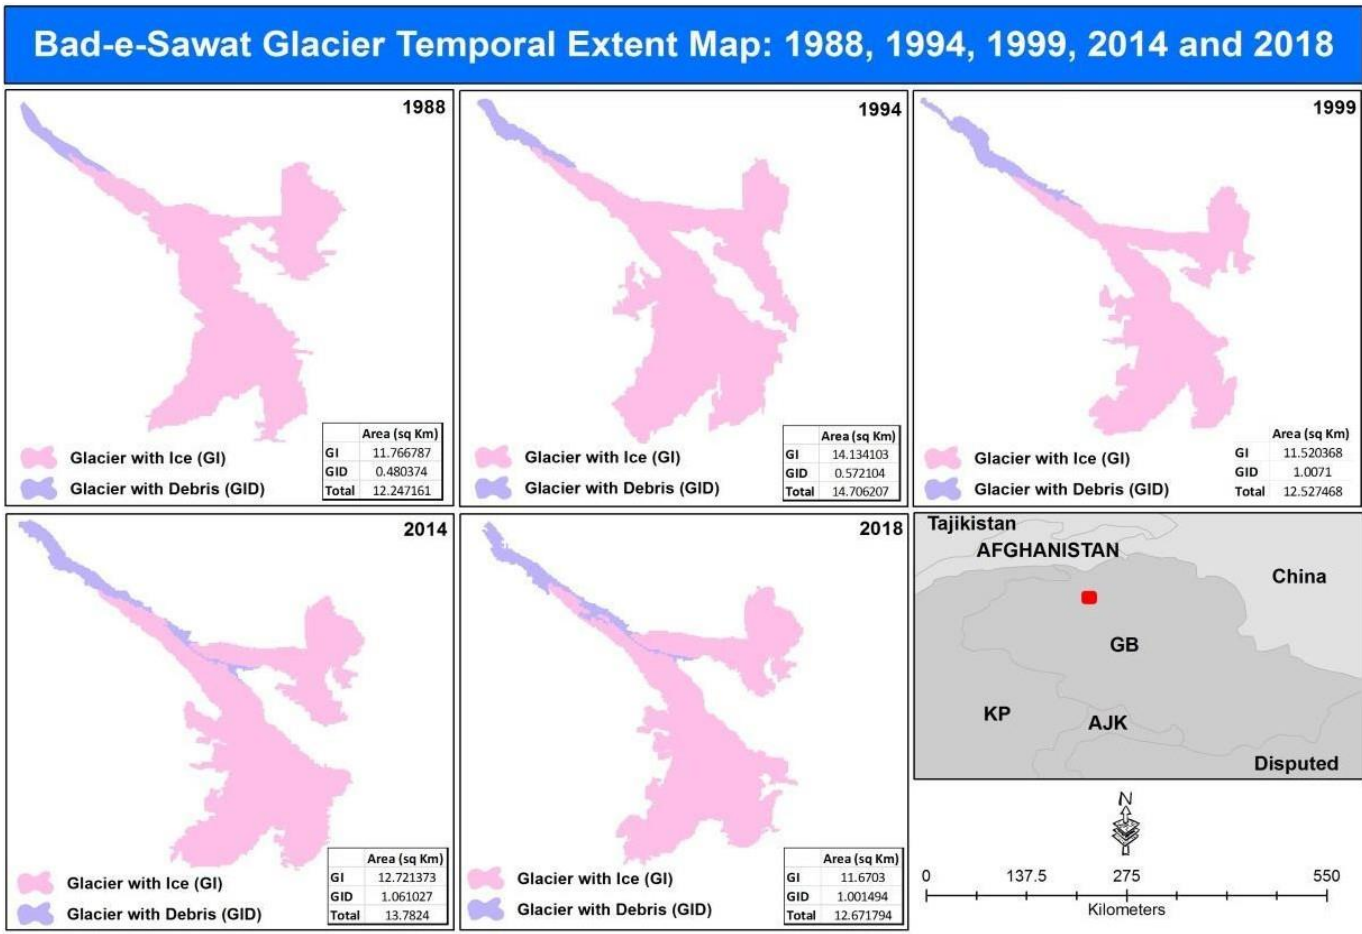 Bad-e-Sawat Glacier Temporal Extent Map: 1988, 1994, 1999, 2014 and 2018
1988
Glacier with Ice (GI)
Glacier with Debris (GID)
Area (sq Km)
GI 11.766787
GID 0.480374
Total 12.247161
1994
Glacier with Ice (GI)
Glacier with Debris (GID)
Area (sq Km)
GI 14.134103
GID 0.572104
Total 14.706207
1999
Glacier with Ice (GI)
Glacier with Debris (GID)
Area (sq Km)
GI 11.520368
GID 1.0071
Total 12.527468
2014
Glacier with Ice (GI)
Glacier with Debris (GID)
Area (sq Km)
GI 12.721373
GID 1.061027
Total 13.7824
2018
Glacier with Ice (GI)
Glacier with Debris (GID)
Area (sq Km)
GI 11.6703
GID 1.001494
Total 12.671794
Tajikistan
AFGHANISTAN
China
GB
KP
AJK
Disputed
N
0 137.5 275 550
Kilometers